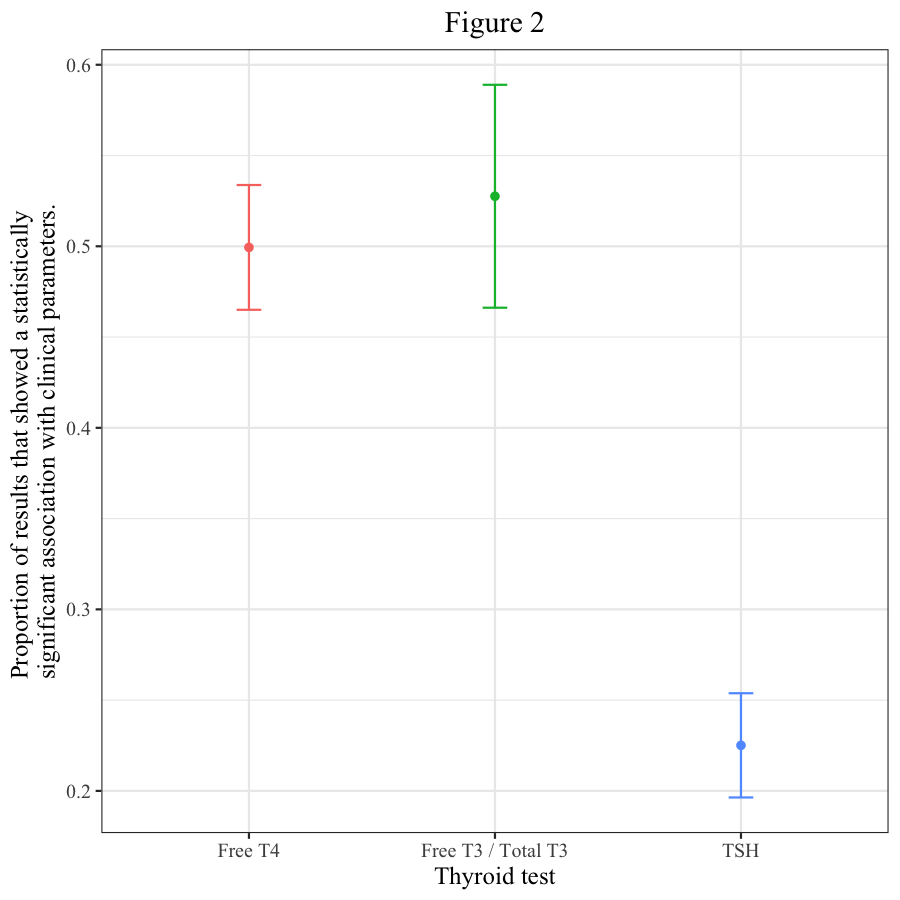 Figure 2
Proportion of results that showed a statistically
significant association with clinical parameters.
0.6
0.5
0.4
0.3
0.2
Free T4
Free T3 / Total T3
TSH
Thyroid test